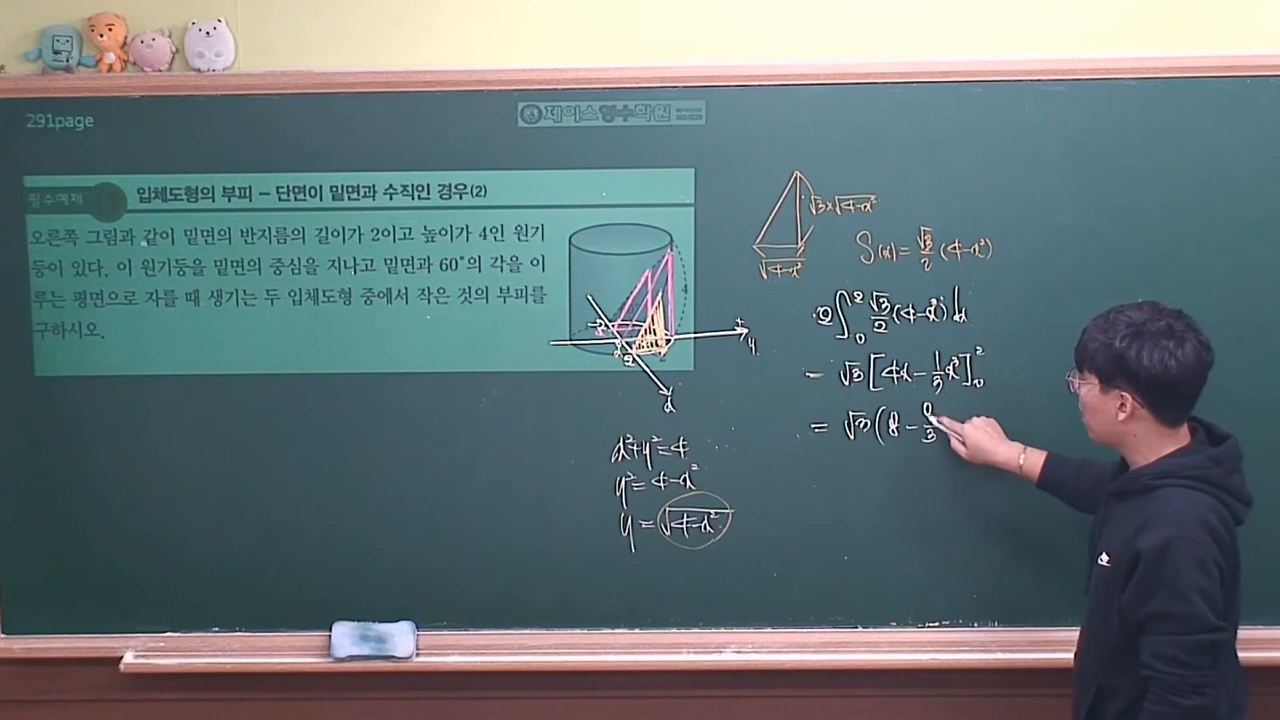 291page
제이스영수학원
필수예제
입체도형의 부피 – 단면이 밑면과 수직인 경우(2)
오른쪽 그림과 같이 밑면의 반지름의 길이가 2이고 높이가 4인 원기
둥이 있다. 이 원기둥을 밑면의 중심을 지나고 밑면과 60°의 각을 이
루는 평면으로 자를 때 생기는 두 입체도형 중에서 작은 것의 부피를
구하시오.
4
2
y
x
x²+y²=4
y²=4-x²
y=√4-x²
√3×√4-x²
√4-x²
S(x)=√3/2(4-x²)
2∫₀² √3/2(4-x²)dx
= √3[4x-1/3x³]₀²
= √3(8-8/3